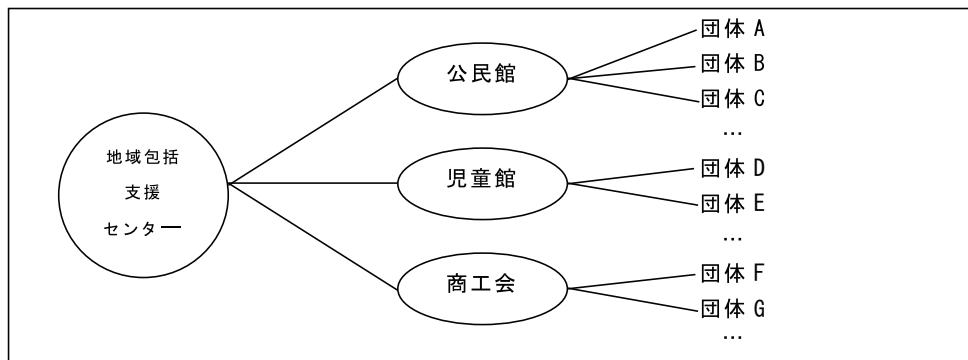 地域包括
支援
センター
公民館
団体 A
団体 B
団体 C
…
児童館
団体 D
団体 E
…
商工会
団体 F
団体 G
…